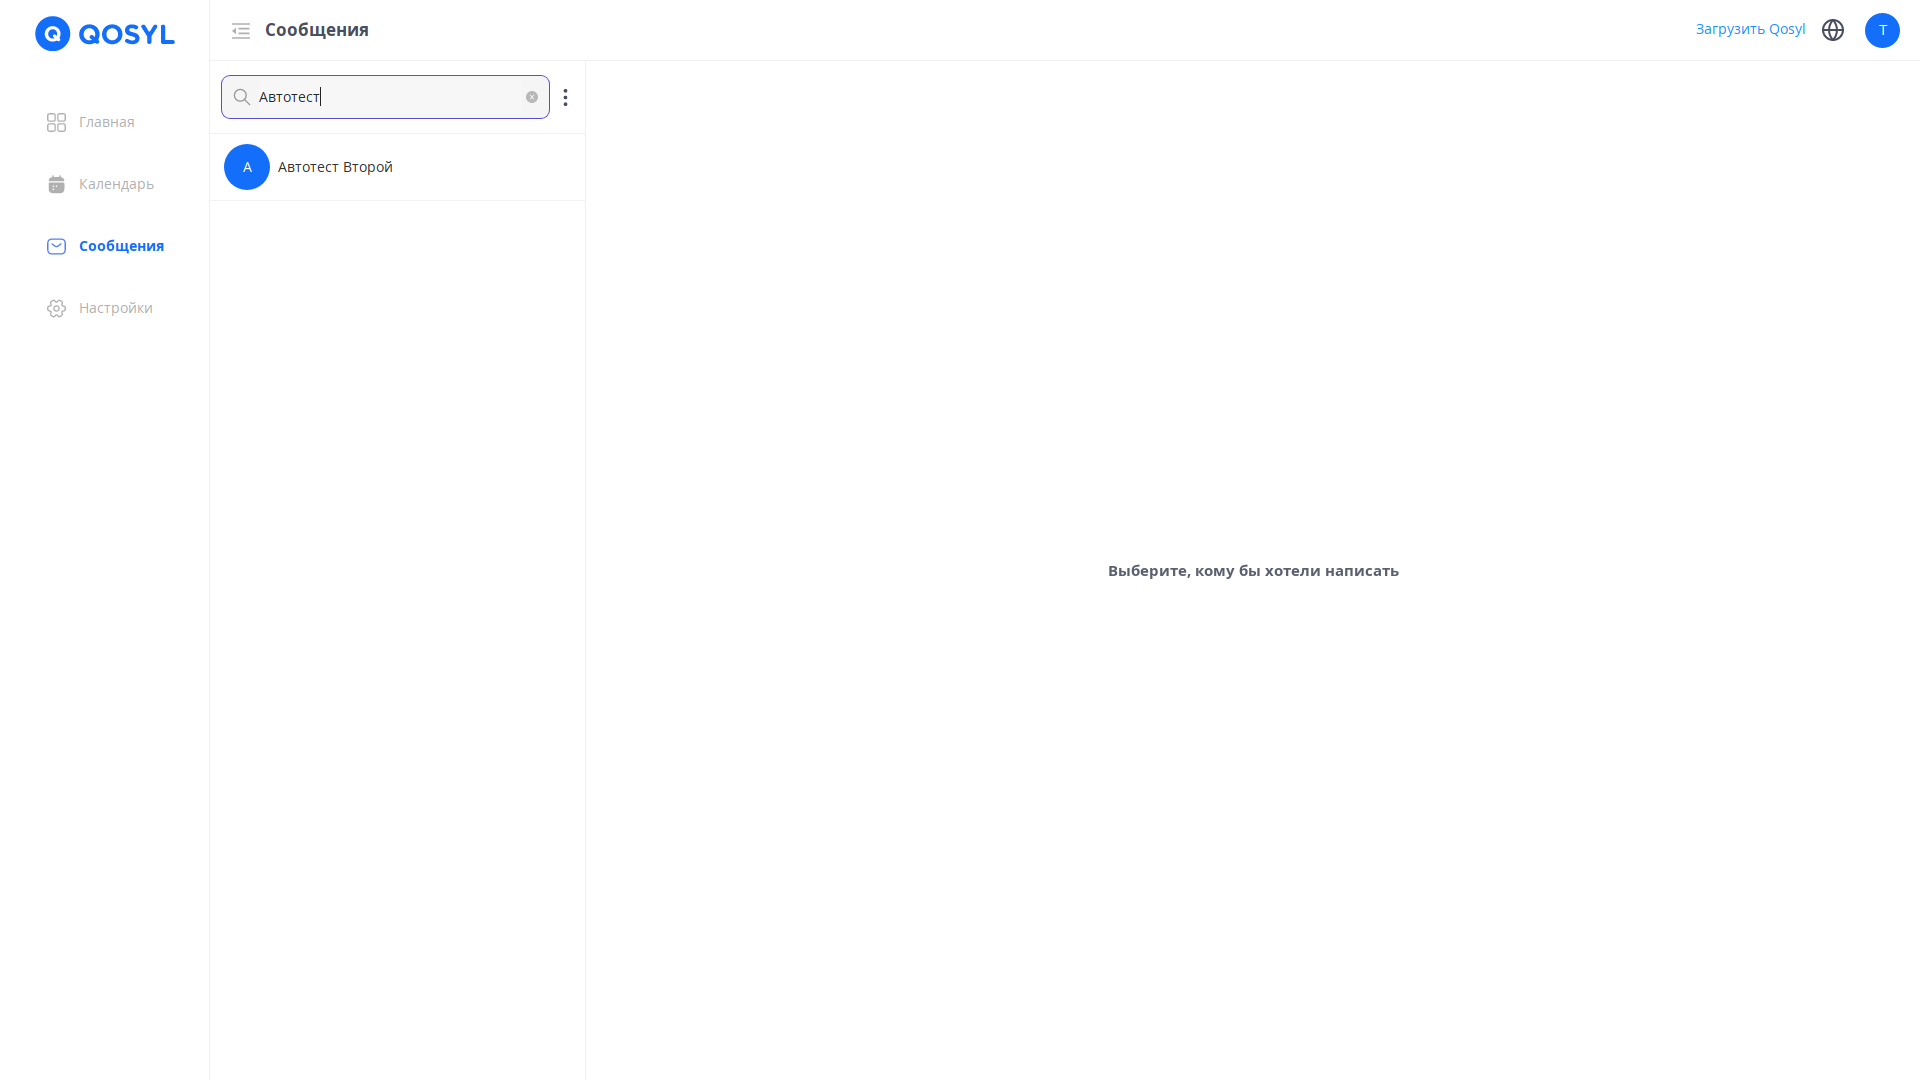 QOSYL
Сообщения
Загрузить Qosyl
T
Главная
Календарь
Сообщения
Настройки
Автотест
А
Автотест Второй
Выберите, кому бы хотели написать